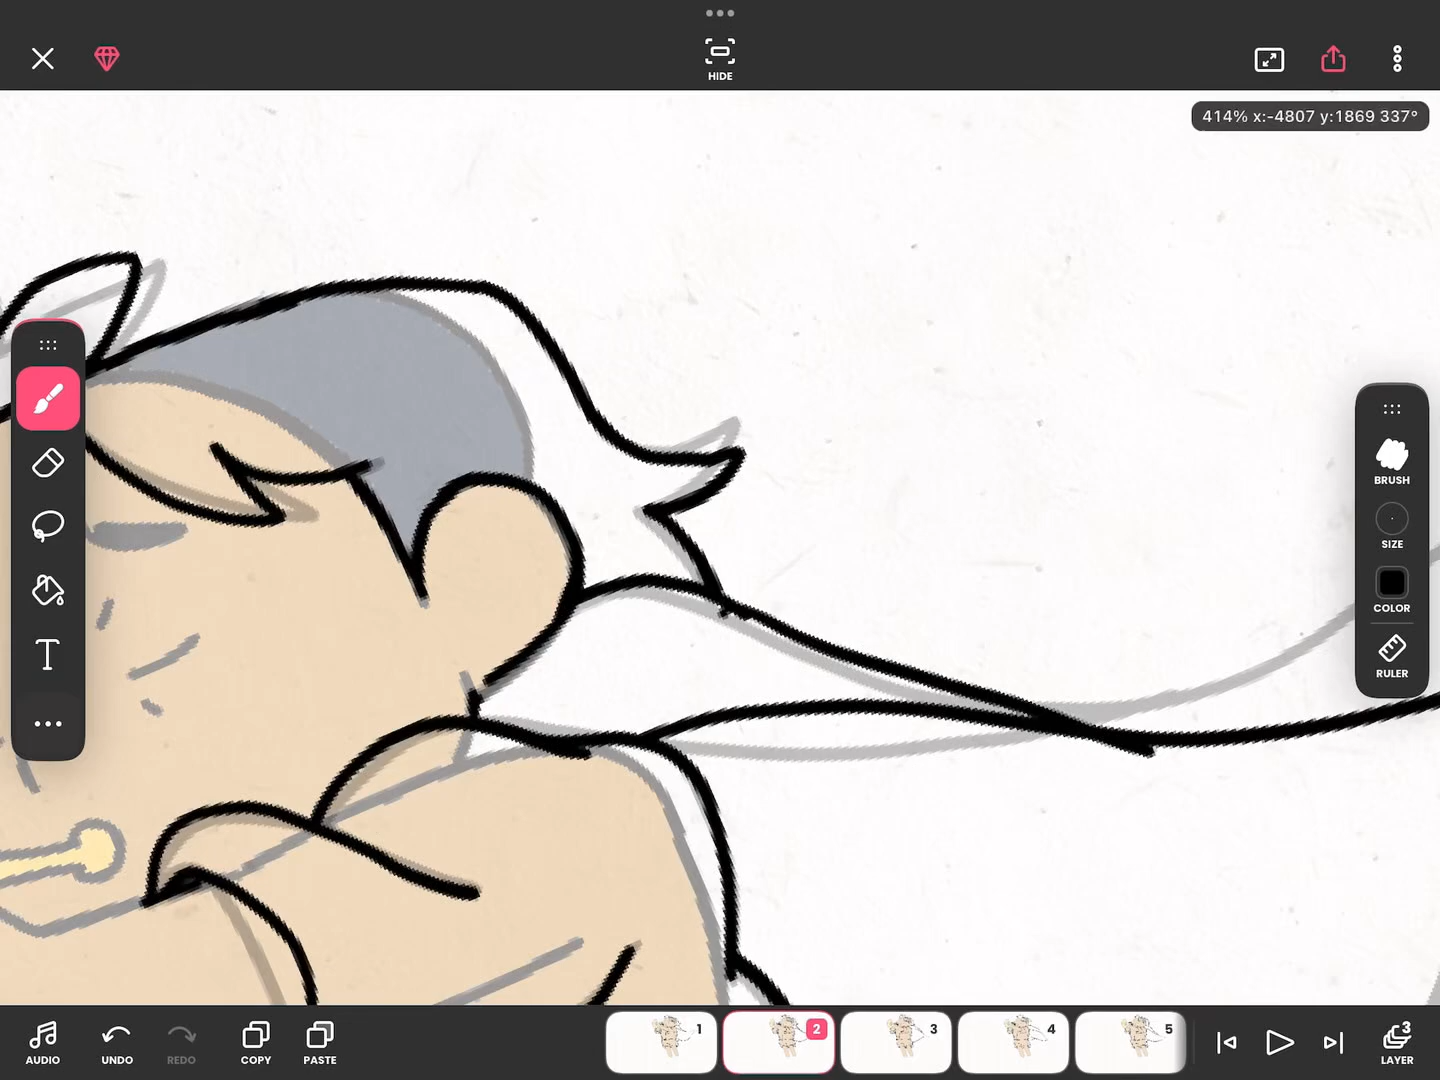 HIDE
414% x:-4807 y:1869 337°
BRUSH
SIZE
COLOR
RULER
T
AUDIO
UNDO
REDO
COPY
PASTE
1
2
3
4
5
3
LAYER